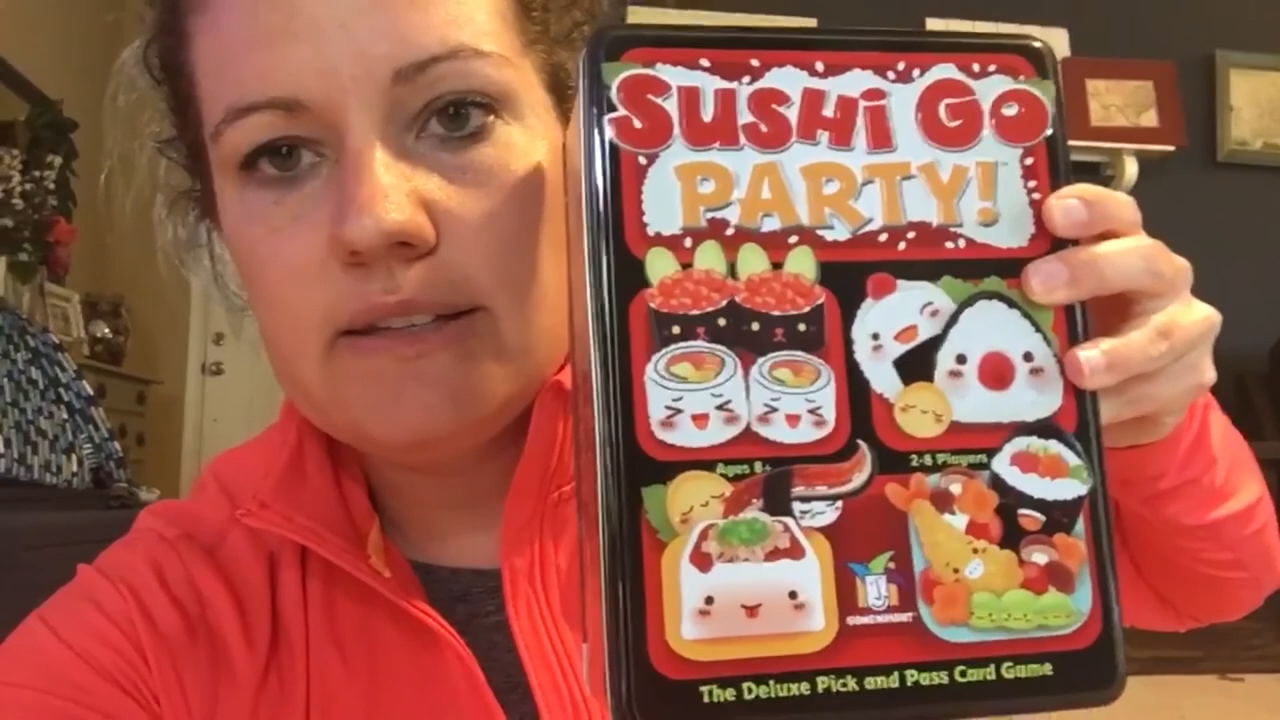 SUSHi GO
PARTY!
Ages 8+
2-8 Players
GAMEWRIGHT
The Deluxe Pick and Pass Card Game